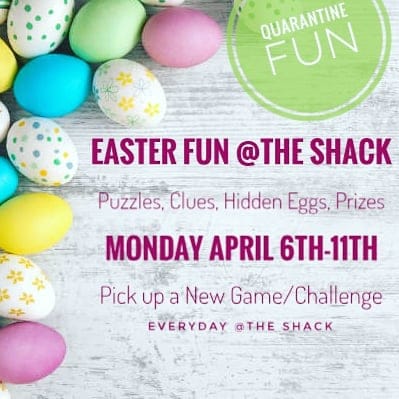 QUARANTINE
FUN
EASTER FUN @THE SHACK
Puzzles, Clues, Hidden Eggs, Prizes
MONDAY APRIL 6TH-11TH
Pick up a New Game/Challenge
EVERYDAY @THE SHACK